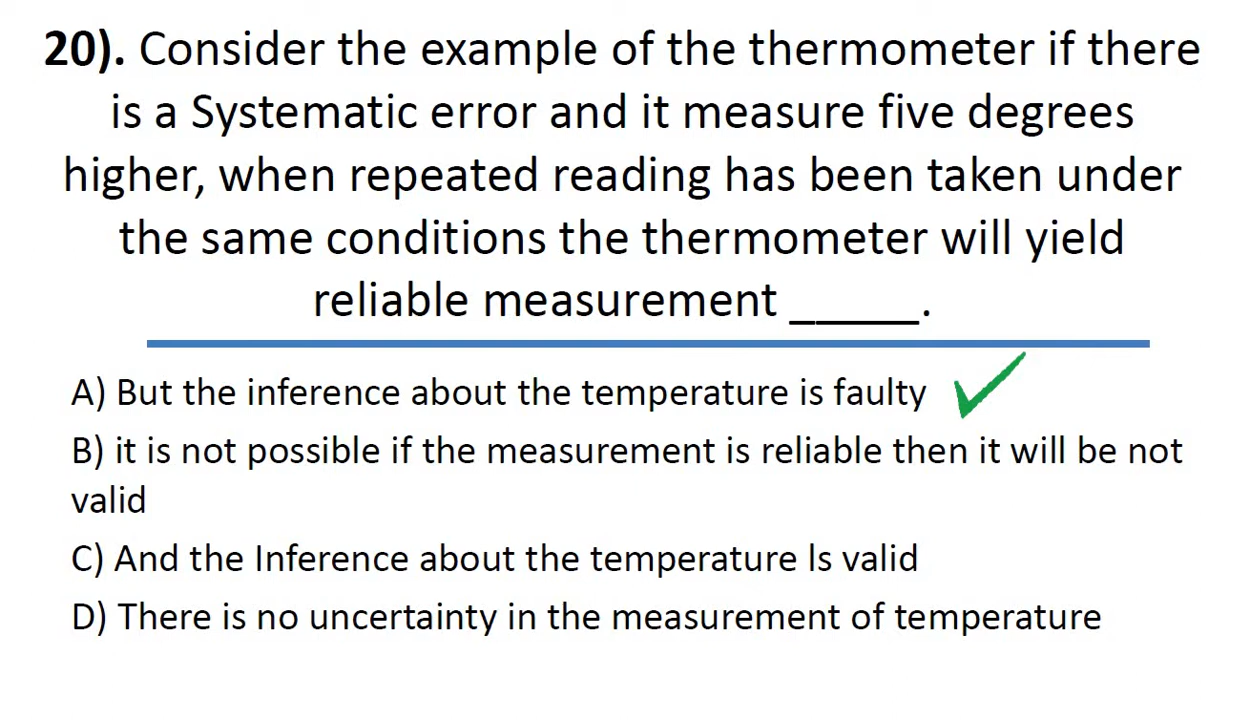 20). Consider the example of the thermometer if there
is a Systematic error and it measure five degrees
higher, when repeated reading has been taken under
the same conditions the thermometer will yield
reliable measurement _____.
A) But the inference about the temperature is faulty
B) it is not possible if the measurement is reliable then it will be not
valid
C) And the Inference about the temperature ls valid
D) There is no uncertainty in the measurement of temperature